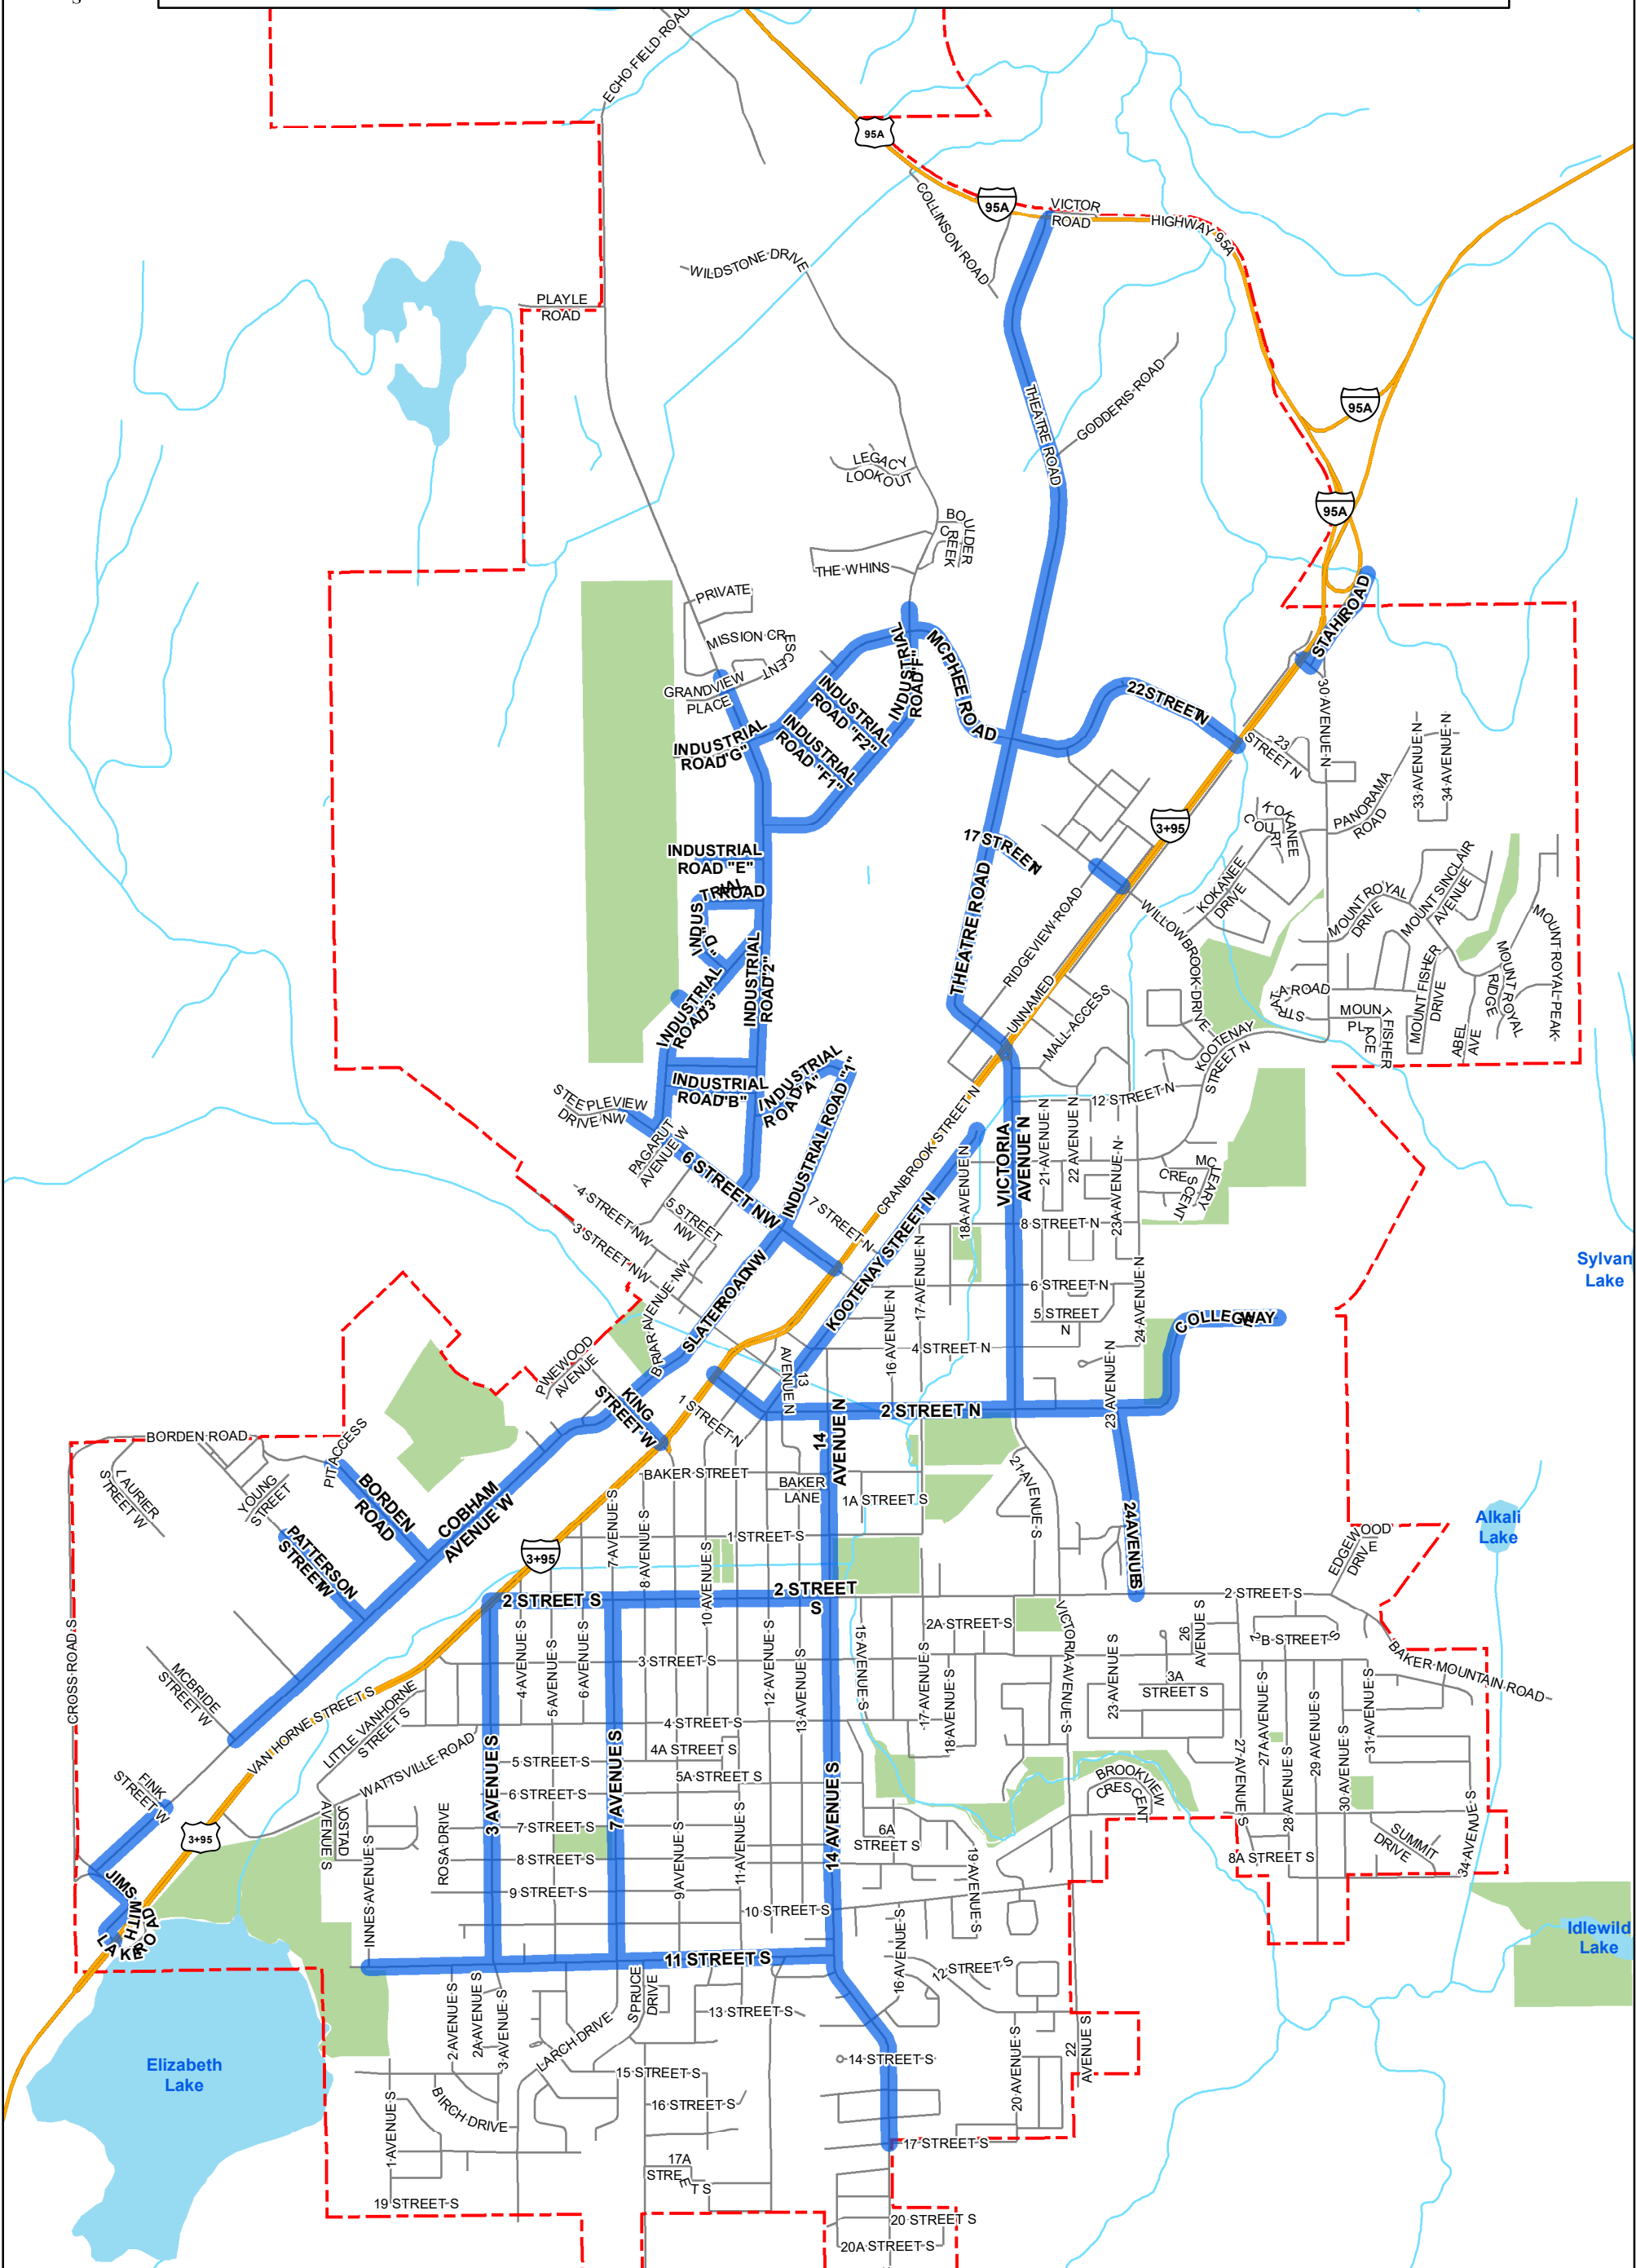 ECHO FIELD ROAD
95A
95A
VICTOR
ROAD
HIGHWAY 95A
COLLINSON ROAD
WILDSTONE DRIVE
PLAYLE
ROAD
THEATRE ROAD
GODDERIS ROAD
95A
LEGACY
LOOKOUT
95A
BOULDER
CREEK
THE WHINS
PRIVATE
STAHL ROAD
MISSION CRESCENT
INDUSTRIAL
ROAD "F"
MCPHEE ROAD
GRANDVIEW
PLACE
INDUSTRIAL
ROAD "F2"
22 STREET N
30 AVENUE N
INDUSTRIAL
ROAD "G"
INDUSTRIAL
ROAD "F1"
23
STREET N
33 AVENUE N
34 AVENUE N
PANORAMA
ROAD
KOKANEE
COURT
3+95
17 STREET N
INDUSTRIAL
ROAD "E"
INDUSTRIAL ROAD
"D"
THEATRE ROAD
RIDGEVIEW ROAD
WILLOWBROOK DRIVE
KOKANEE
DRIVE
MOUNT ROYAL
DRIVE
MOUNT SINCLAIR
AVENUE
MOUNT ROYAL PEAK
MOUNT ROYAL
RIDGE
MOUNT FISHER
DRIVE
INDUSTRIAL
ROAD "2"
INDUSTRIAL
ROAD "3"
UNNAMED
MALL ACCESS
MOUNT FISHER
PLACE
ABEL
AVE
KOOTENAY
STREET N
INDUSTRIAL
ROAD "B"
INDUSTRIAL
ROAD "A"
INDUSTRIAL ROAD "1"
STEEPLEVIEW
DRIVE NW
12 STREET N
CRANBROOK STREET N
PAGARUT
AVENUE W
6 STREET NW
VICTORIA
AVENUE N
18A AVENUE N
21 AVENUE N
22 AVENUE N
23A AVENUE N
MCLEARY
CRESCENT
4 STREET NW
5 STREET
NW
3 STREET NW
7 STREET N
KOOTENAY STREET N
8 STREET N
17 AVENUE N
Sylvan
Lake
SLATER ROAD NW
BRIAR AVENUE NW
6 STREET N
5 STREET
N
24 AVENUE N
16 AVENUE N
COLLEGE WAY
4 STREET N
PINEWOOD
AVENUE
13
AVENUE N
KING
STREET W
1 STREET N
2 STREET N
23 AVENUE N
14
AVENUE N
BORDEN ROAD
PIT ACCESS
LAURIER
STREET W
YOUNG
STREET
BORDEN
ROAD
COBHAM
AVENUE W
BAKER STREET
BAKER
LANE
1A STREET S
21 AVENUE S
24 AVENUE S
Alkali
Lake
PATTERSON
STREET W
3+95
7 AVENUE S
8 AVENUE S
10 AVENUE S
1 STREET S
EDGEWOOD
DRIVE
2 STREET S
2 STREET
S
2 STREET S
CROSS ROAD S
MCBRIDE
STREET W
4 AVENUE S
5 AVENUE S
6 AVENUE S
3 STREET S
12 AVENUE S
13 AVENUE S
15 AVENUE S
2A STREET S
17 AVENUE S
18 AVENUE S
VICTORIA AVENUE S
23 AVENUE S
26
AVENUE S
2B STREET S
3A
STREET S
BAKER MOUNTAIN ROAD
VAN HORNE STREET S
LITTLE VANHORNE
STREET S
4 STREET S
4A STREET S
5A STREET S
WATTSVILLE ROAD
5 STREET S
6 STREET S
7 STREET S
8 STREET S
9 STREET S
3 AVENUE S
7 AVENUE S
14 AVENUE S
27 AVENUE S
27A AVENUE S
28 AVENUE S
29 AVENUE S
30 AVENUE S
31 AVENUE S
34 AVENUE S
BROOKVIEW
CRESCENT
FINK
STREET W
3+95
JOSTAD
AVENUE S
INNES AVENUE S
ROSA DRIVE
9 AVENUE S
11 AVENUE S
6A
STREET S
19 AVENUE S
SUMMIT
DRIVE
8A STREET S
JIM SMITH
LAKE ROAD
10 STREET S
16 AVENUE S
11 STREET S
12 STREET S
Idlewild
Lake
2 AVENUE S
2A AVENUE S
3 AVENUE S
SPRUCE
DRIVE
13 STREET S
LARCH DRIVE
14 STREET S
20 AVENUE S
22
AVENUE S
Elizabeth
Lake
15 STREET S
16 STREET S
BIRCH DRIVE
1 AVENUE S
17 STREET S
17A
STREET S
19 STREET S
20 STREET S
20A STREET S